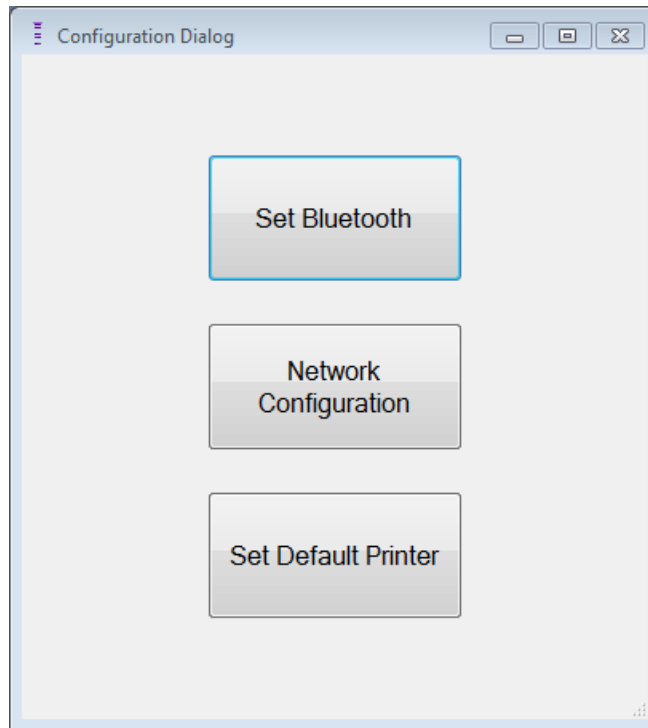 Configuration Dialog
Set Bluetooth
Network
Configuration
Set Default Printer